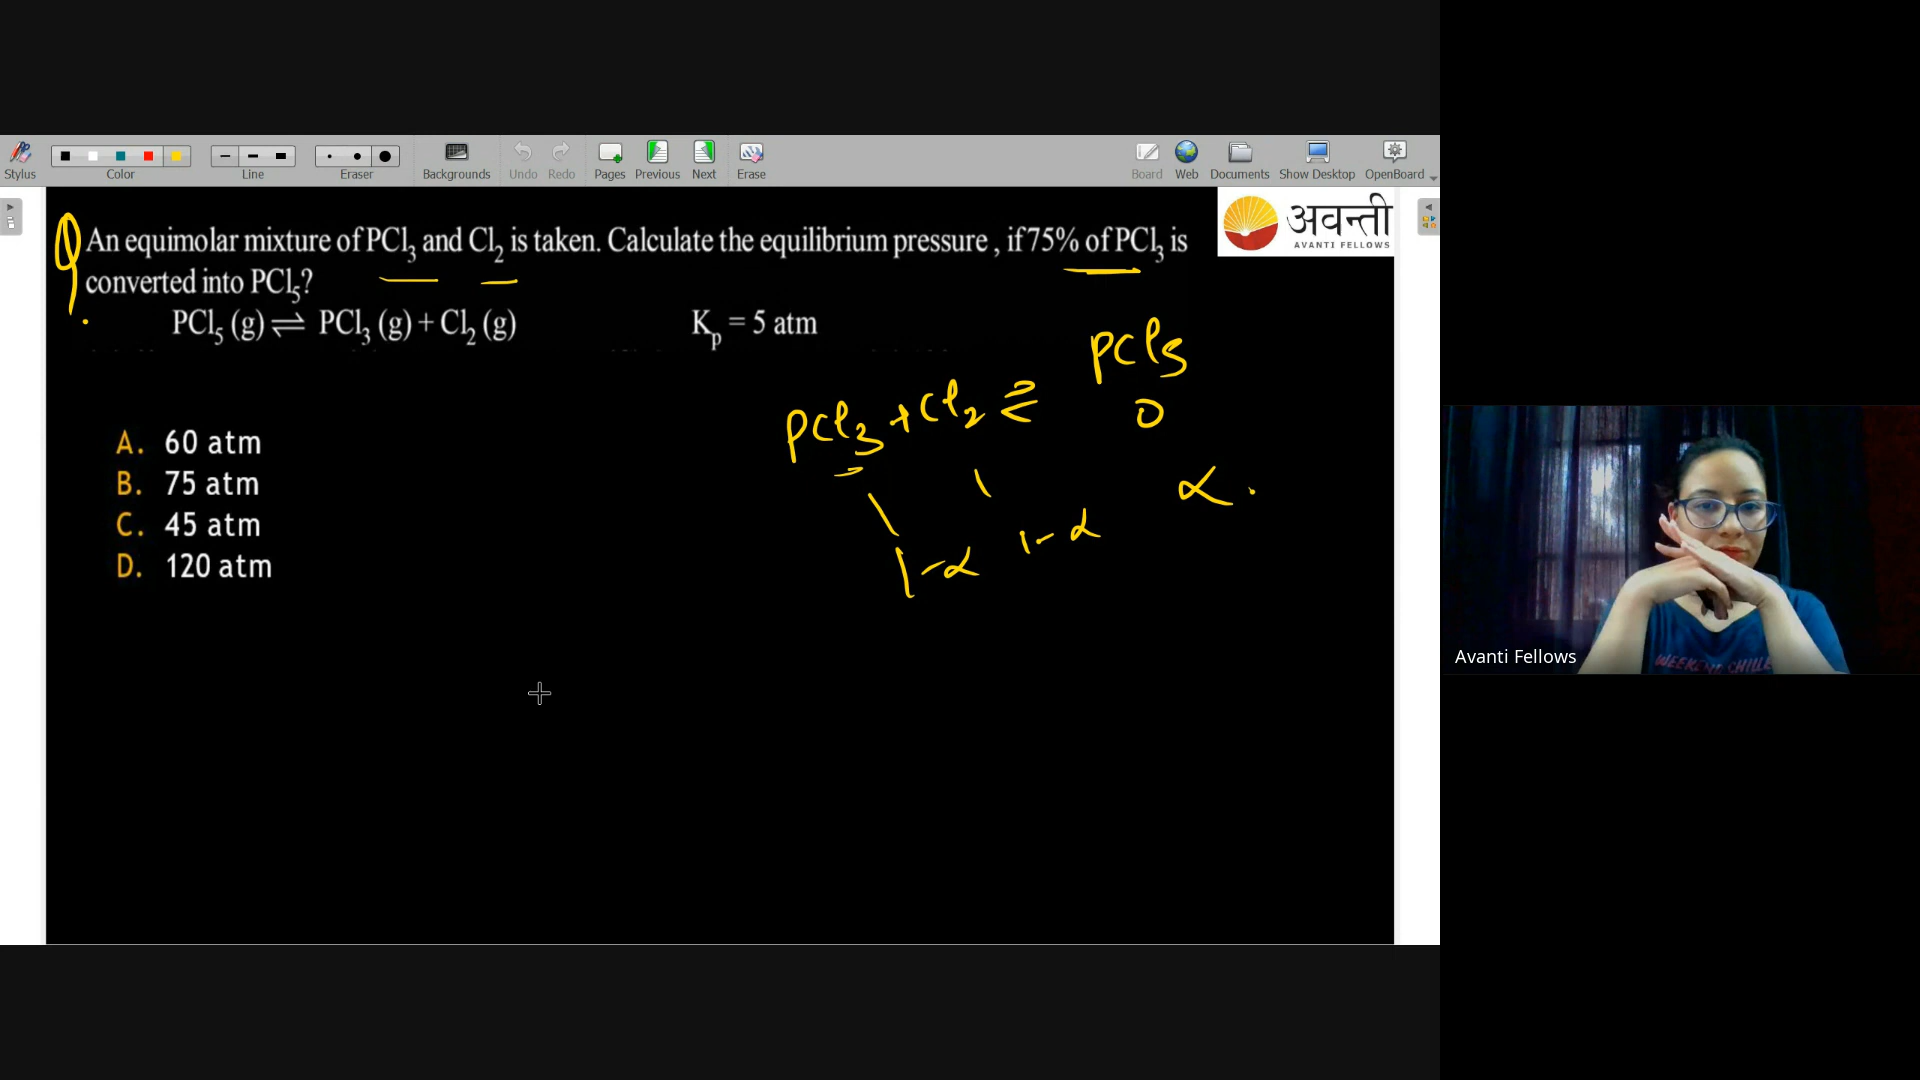 Stylus Color Line Eraser Backgrounds Undo Redo Pages Previous Next Erase Board Web Documents Show Desktop OpenBoard
अवन्ती
AVANTI FELLOWS
Q. An equimolar mixture of PCl₃ and Cl₂ is taken. Calculate the equilibrium pressure , if 75% of PCl₃ is
converted into PCl₅?
PCl₅ (g) ⇌ PCl₃ (g) + Cl₂ (g) Kₚ = 5 atm
A. 60 atm
B. 75 atm
C. 45 atm
D. 120 atm
PCl₃ + Cl₂ ⇌ PCl₅
1 1 0
1-α 1-α α.
Avanti Fellows
WEEKEND CHILLE